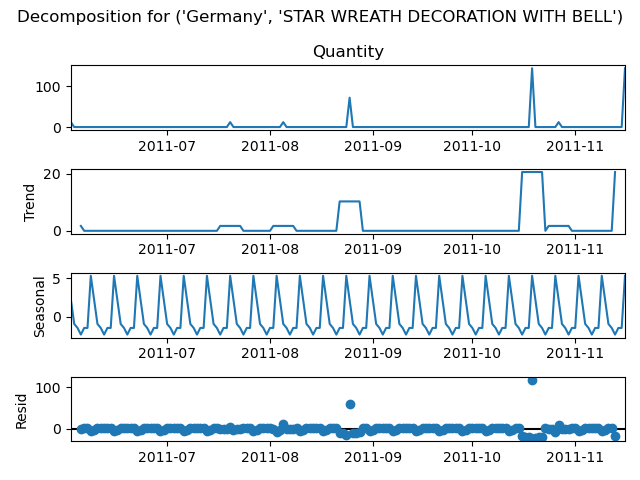 Decomposition for ('Germany', 'STAR WREATH DECORATION WITH BELL')
Quantity
100
0
2011-07 2011-08 2011-09 2011-10 2011-11
Trend
20
0
2011-07 2011-08 2011-09 2011-10 2011-11
Seasonal
5
0
2011-07 2011-08 2011-09 2011-10 2011-11
Resid
100
0
2011-07 2011-08 2011-09 2011-10 2011-11